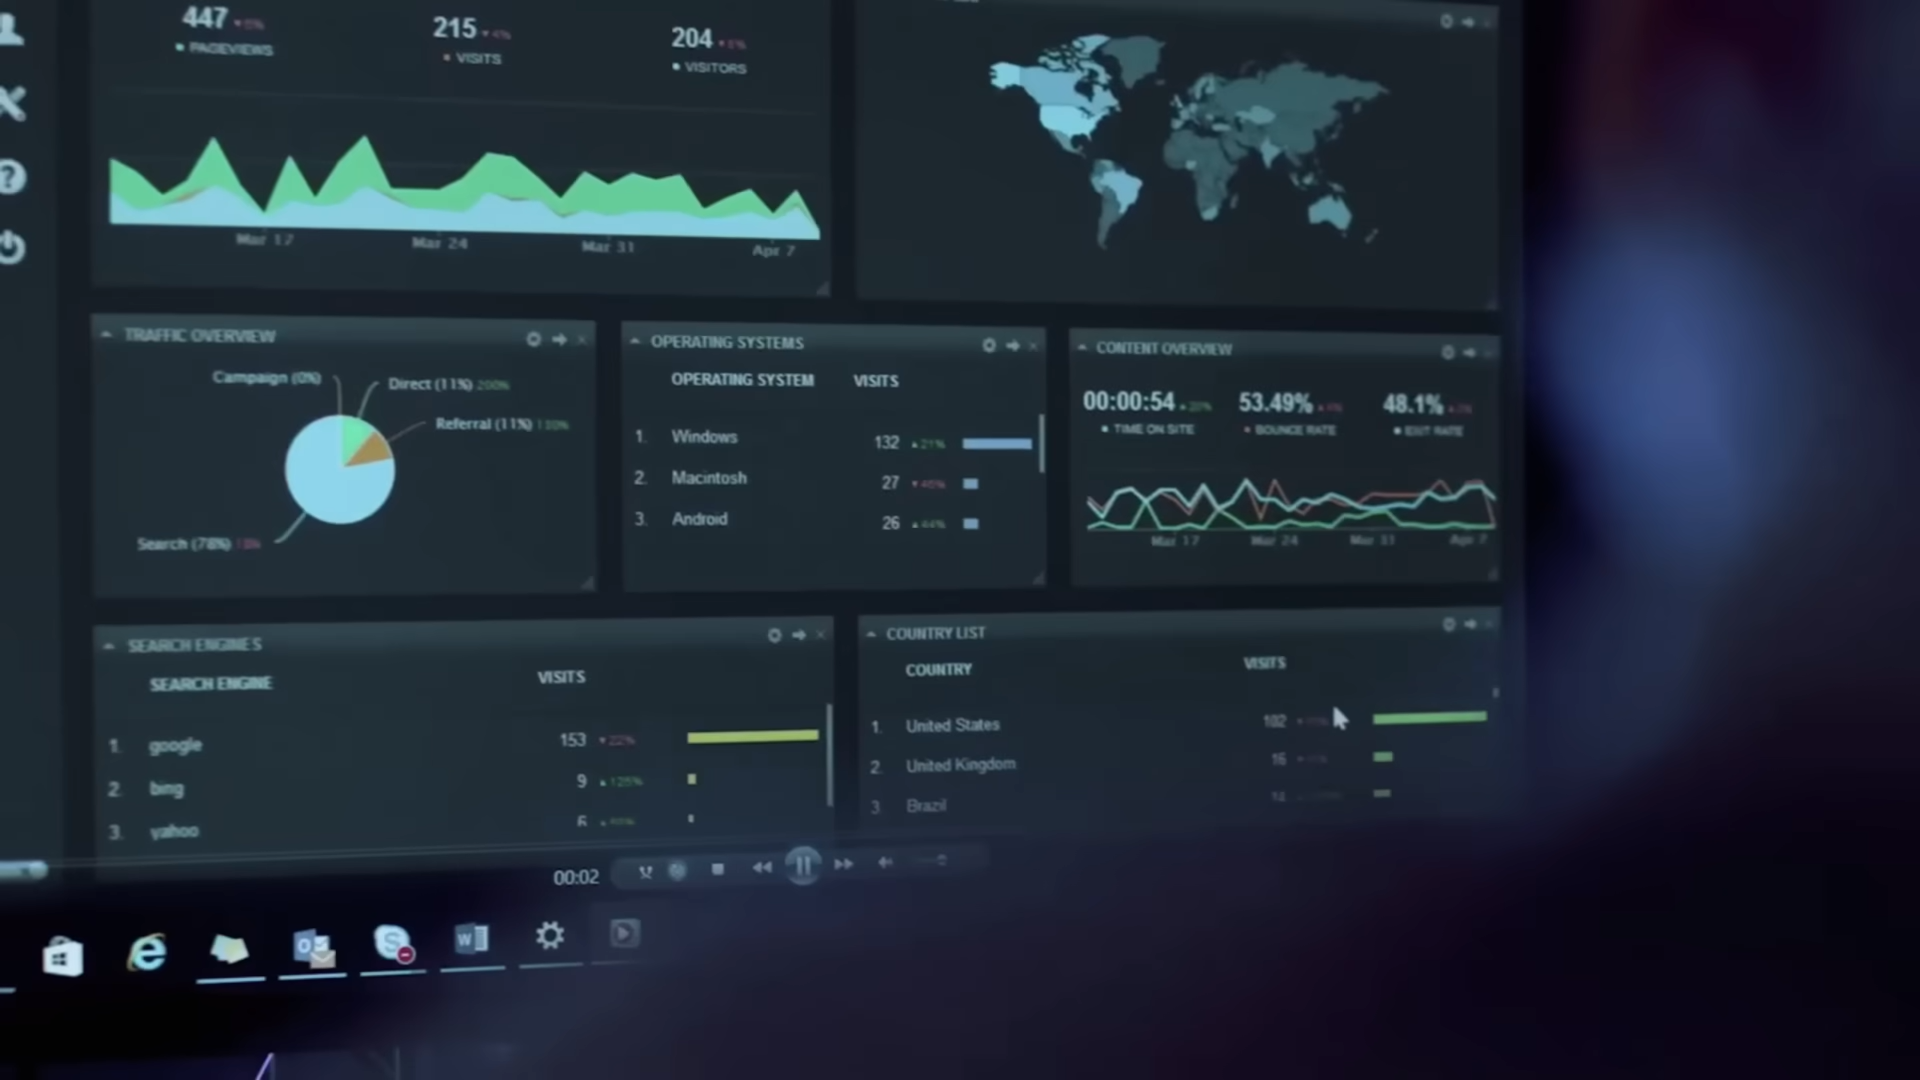 447
PAGEVIEWS
215
VISITS
204
VISITORS
Mar 17
Mar 24
Mar 31
Apr 7
TRAFFIC OVERVIEW
Campaign (0%)
Direct (11%) 200%
Referral (11%)
Search (78%)
OPERATING SYSTEMS
OPERATING SYSTEM VISITS
1. Windows 132 21%
2. Macintosh 27
3. Android 26 44%
CONTENT OVERVIEW
00:00:54 53.49% 48.1%
TIME ON SITE BOUNCE RATE EXIT RATE
Mar 17 Mar 24 Mar 31 Apr 7
SEARCH ENGINES
SEARCH ENGINE VISITS
1. google 153 22%
2. bing 9 125%
3. yahoo 6
COUNTRY LIST
COUNTRY VISITS
1. United States 182
2. United Kingdom 16
3. Brazil
00:02